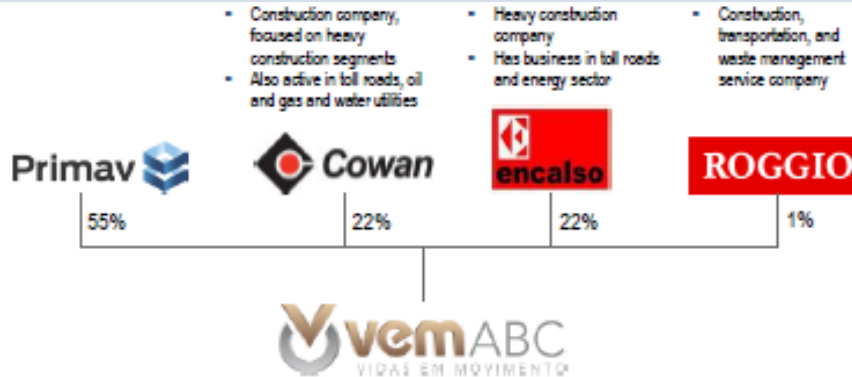 ▪ Construction company,
focused on heavy
construction segments
▪ Also active in toll roads, oil
and gas and water utilities
▪ Heavy construction
company
▪ Has business in toll roads
and energy sector
▪ Construction,
transportation, and
waste management
service company
Primav
Cowan
encalso
ROGGIO
55%
22%
22%
1%
vemABC
VIDAS EM MOVIMENTO